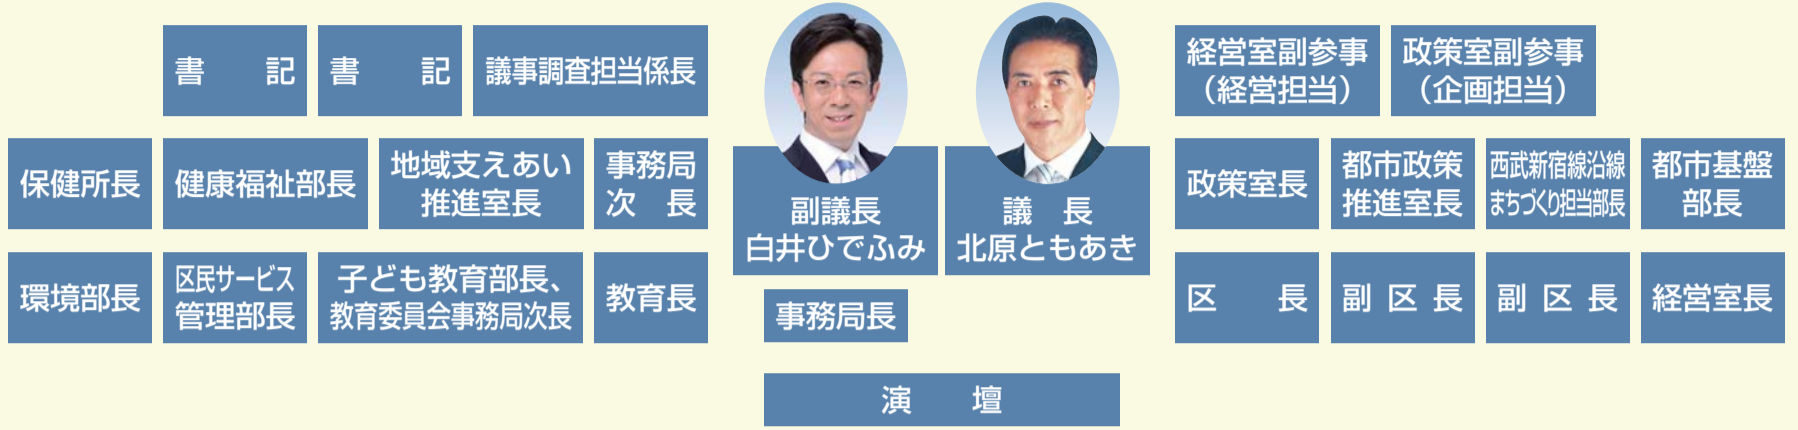 書　記
書　記
議事調査担当係長
経営室副参事
（経営担当）
政策室副参事
（企画担当）
保健所長
健康福祉部長
地域支えあい
推進室長
事務局
次　長
副議長
白井ひでふみ
議　長
北原ともあき
政策室長
都市政策
推進室長
西武新宿線沿線
まちづくり担当部長
都市基盤
部長
環境部長
区民サービス
管理部長
子ども教育部長、
教育委員会事務局次長
教育長
事務局長
区　長
副区長
副区長
経営室長
演　壇